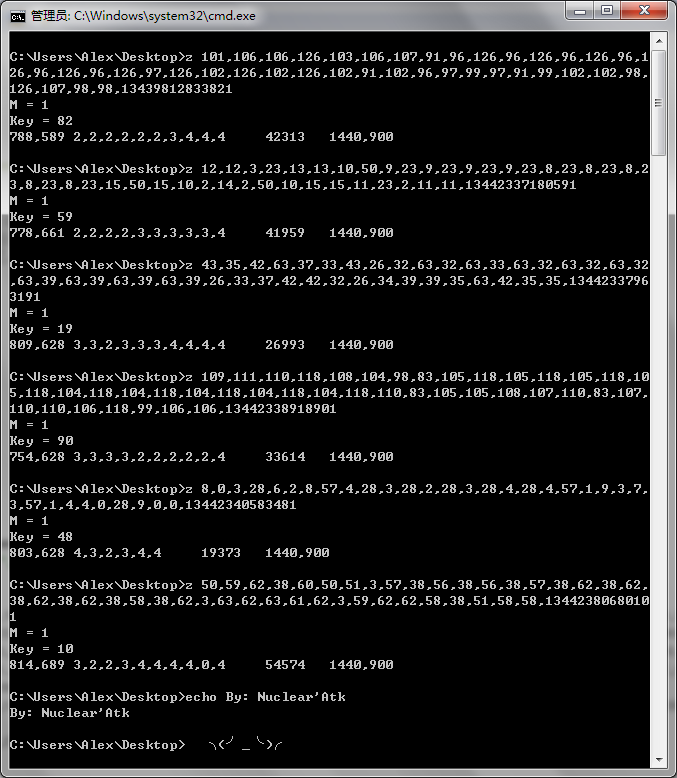 管理员: C:\Windows\system32\cmd.exe
C:\Users\Alex\Desktop>z 101,106,106,126,103,106,107,91,96,126,96,126,96,126,96,1
26,96,126,96,126,97,126,102,126,102,126,102,91,102,96,97,99,97,91,99,102,102,98,
126,107,98,98,13439812833821
M = 1
Key = 82
788,589 2,2,2,2,2,2,3,4,4,4     42313   1440,900
C:\Users\Alex\Desktop>z 12,12,3,23,13,13,10,50,9,23,9,23,9,23,9,23,8,23,8,23,8,2
3,8,23,8,23,15,50,15,10,2,14,2,50,10,15,15,11,23,2,11,11,13442337180591
M = 1
Key = 59
778,661 2,2,2,2,3,3,3,3,3,4     41959   1440,900
C:\Users\Alex\Desktop>z 43,35,42,63,37,33,43,26,32,63,32,63,33,63,32,63,32,63,32
,63,39,63,39,63,39,63,39,26,33,37,42,42,32,26,34,39,39,35,63,42,35,35,1344233796
3191
M = 1
Key = 19
809,628 3,3,2,3,3,3,4,4,4,4     26993   1440,900
C:\Users\Alex\Desktop>z 109,111,110,118,108,104,98,83,105,118,105,118,105,118,10
5,118,104,118,104,118,104,118,104,118,104,118,110,83,105,105,108,107,110,83,107,
110,110,106,118,99,106,106,13442338918901
M = 1
Key = 90
754,628 3,3,3,3,2,2,2,2,2,4     33614   1440,900
C:\Users\Alex\Desktop>z 8,0,3,28,6,2,8,57,4,28,3,28,2,28,3,28,4,28,4,57,1,9,3,7,
3,57,1,4,4,0,28,9,0,0,13442340583481
M = 1
Key = 48
803,628 4,3,2,3,4,4     19373   1440,900
C:\Users\Alex\Desktop>z 50,59,62,38,60,50,51,3,57,38,56,38,56,38,57,38,62,38,62,
38,62,38,62,38,58,38,62,3,63,62,63,61,62,3,59,62,62,58,38,51,58,58,1344238068010
1
M = 1
Key = 10
814,689 3,2,2,3,4,4,4,4,0,4     54574   1440,900
C:\Users\Alex\Desktop>echo By: Nuclear'Atk
By: Nuclear'Atk
C:\Users\Alex\Desktop>   ╮(╯_╰)╭